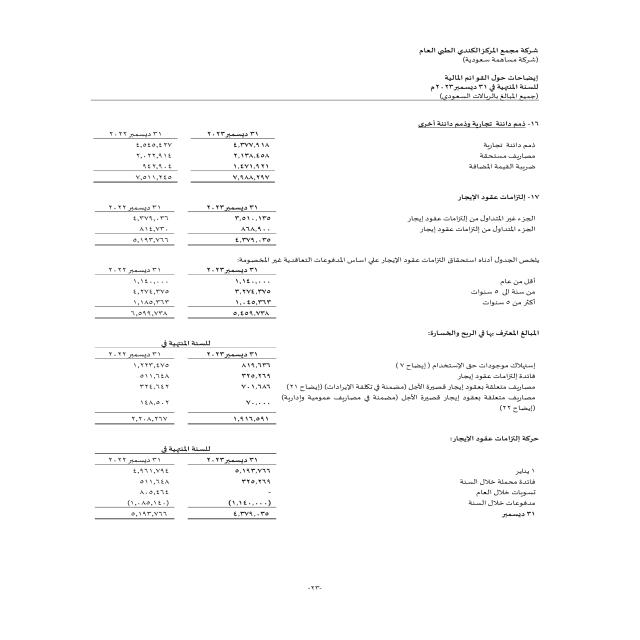 شركة مجمع المركز الكندي الطبي العام
(شركة مساهمة سعودية)
إيضاحات حول القوائم المالية
للسنة المنتهية في ٣١ ديسمبر ٢٠٢٣م
(جميع المبالغ بالريالات السعودي)
١٦- ذمم دائنة تجارية وذمم دائنة أخرى
٣١ ديسمبر ٢٠٢٣ ٣١ ديسمبر ٢٠٢٢
ذمم دائنة تجارية ٤,٣٧٧,٩١٨ ٤,٥٤٥,٤٢٧
مصاريف مستحقة ٢,١٣٨,٤٥٨ ٢,٠٢٢,٩١٤
ضريبة القيمة المضافة ١,٤٧١,٩٢١ ٩٤٢,٩٠٤
٧,٩٨٨,٢٩٧ ٧,٥١١,٢٤٥
١٧- إلتزامات عقود الإيجار
٣١ ديسمبر ٢٠٢٣ ٣١ ديسمبر ٢٠٢٢
الجزء غير المتداول من إلتزامات عقود إيجار ٣,٥١٠,١٣٥ ٤,٣٧٩,٠٣٦
الجزء المتداول من إلتزامات عقود إيجار ٨٦٨,٩٠٠ ٨١٤,٧٣٠
٤,٣٧٩,٠٣٥ ٥,١٩٣,٧٦٦
يلخص الجدول أدناه استحقاق التزامات عقود الإيجار علي اساس المدفوعات التعاقدية غير المخصومة:
٣١ ديسمبر ٢٠٢٣ ٣١ ديسمبر ٢٠٢٢
أقل من عام ١,١٤٠,٠٠٠ ١,١٤٠,٠٠٠
من سنة الى ٥ سنوات ٣,٢٧٤,٣٧٥ ٤,٢٧٤,٣٧٥
أكثر من ٥ سنوات ١,٠٤٥,٣٦٣ ١,١٨٥,٣٦٣
٥,٤٥٩,٧٣٨ ٦,٥٩٩,٧٣٨
المبالغ المعترف بها في الربح والخسارة:
للسنة المنتهية في
٣١ ديسمبر ٢٠٢٣ ٣١ ديسمبر ٢٠٢٢
إستهلاك موجودات حق الإستخدام ( إيضاح ٧ ) ٨١٩,٦٣٦ ١,٢٢٣,٤٧٥
فائدة إلتزامات عقود إيجار ٣٢٥,٢٦٩ ٥١١,٦٤٨
مصاريف متعلقة بعقود إيجار قصيرة الأجل (مضمنة في تكلفة الإيرادات) (إيضاح ٢١) ٧٠١,٦٨٦ ٣٢٤,٦٤٢
مصاريف متعلقة بعقود إيجار قصيرة الأجل (مضمنة في مصاريف عمومية وإدارية) ٧٠,٠٠٠ ١٤٨,٥٠٢
(إيضاح ٢٢)
١,٩١٦,٥٩١ ٢,٢٠٨,٢٦٧
حركة إلتزامات عقود الإيجار:
للسنة المنتهية في
٣١ ديسمبر ٢٠٢٣ ٣١ ديسمبر ٢٠٢٢
١ يناير ٥,١٩٣,٧٦٦ ٤,٩٦١,٧٩٤
فائدة محملة خلال السنة ٣٢٥,٢٦٩ ٥١١,٦٤٨
تسويات خلال العام - ٨٠٥,٤٦٤
مدفوعات خلال السنة (١,١٤٠,٠٠٠) (١,٠٨٥,١٤٠)
٣١ ديسمبر ٤,٣٧٩,٠٣٥ ٥,١٩٣,٧٦٦
-٢٣-